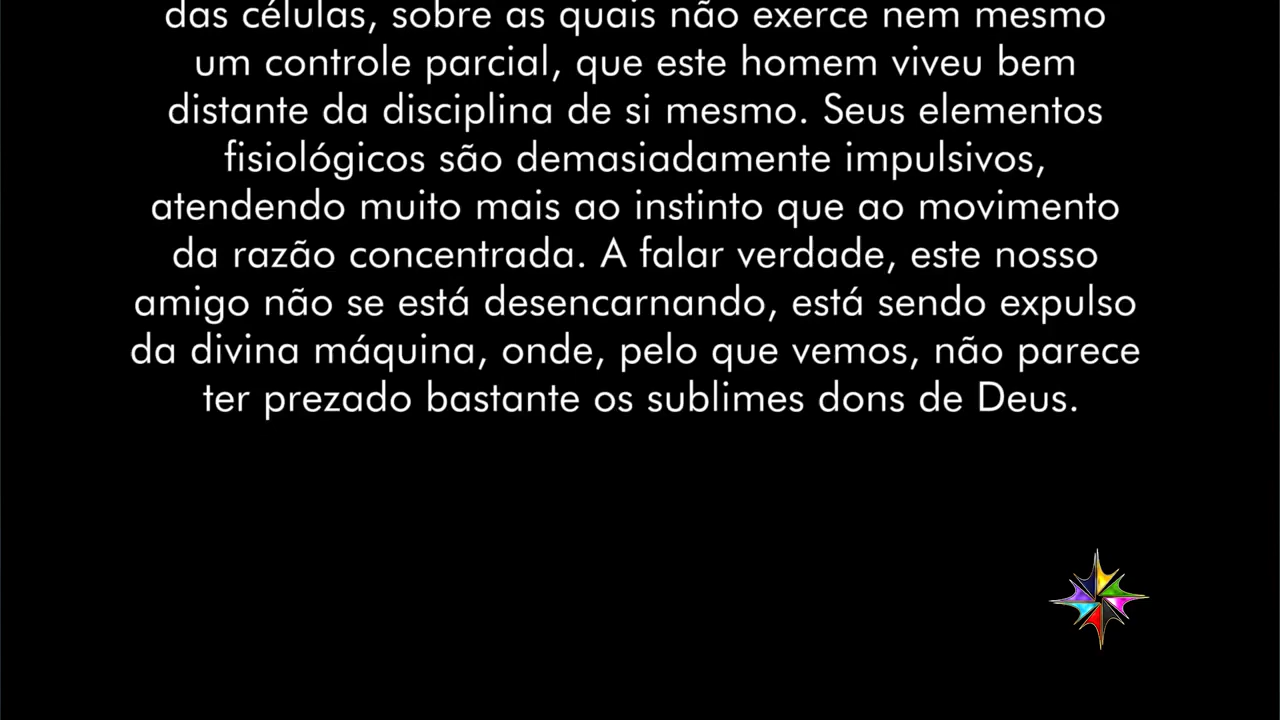 das células, sobre as quais não exerce nem mesmo
um controle parcial, que este homem viveu bem
distante da disciplina de si mesmo. Seus elementos
fisiológicos são demasiadamente impulsivos,
atendendo muito mais ao instinto que ao movimento
da razão concentrada. A falar verdade, este nosso
amigo não se está desencarnando, está sendo expulso
da divina máquina, onde, pelo que vemos, não parece
ter prezado bastante os sublimes dons de Deus.